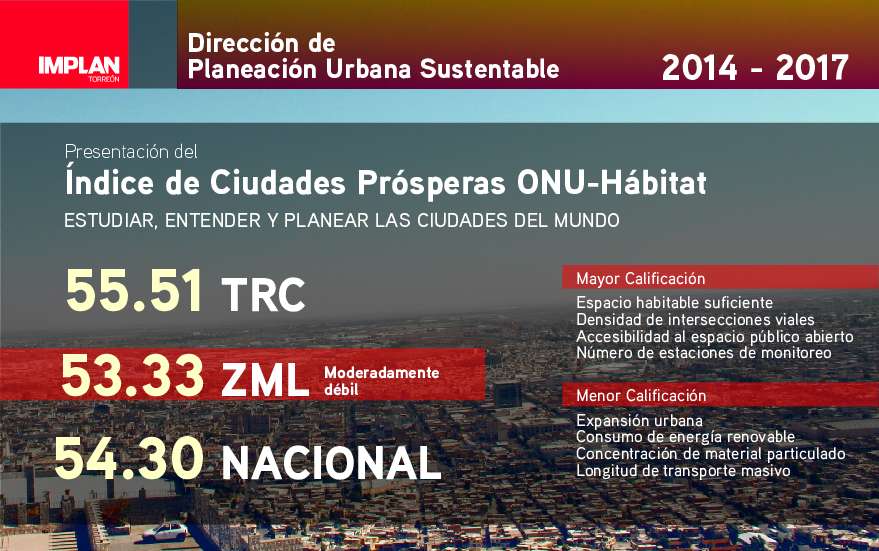 IMPLAN
TORREÓN
Dirección de
Planeación Urbana Sustentable
2014 - 2017
Presentación del
Índice de Ciudades Prósperas ONU-Hábitat
ESTUDIAR, ENTENDER Y PLANEAR LAS CIUDADES DEL MUNDO
55.51 TRC
53.33 ZML Moderadamente
débil
54.30 NACIONAL
Mayor Calificación
Espacio habitable suficiente
Densidad de intersecciones viales
Accesibilidad al espacio público abierto
Número de estaciones de monitoreo
Menor Calificación
Expansión urbana
Consumo de energía renovable
Concentración de material particulado
Longitud de transporte masivo